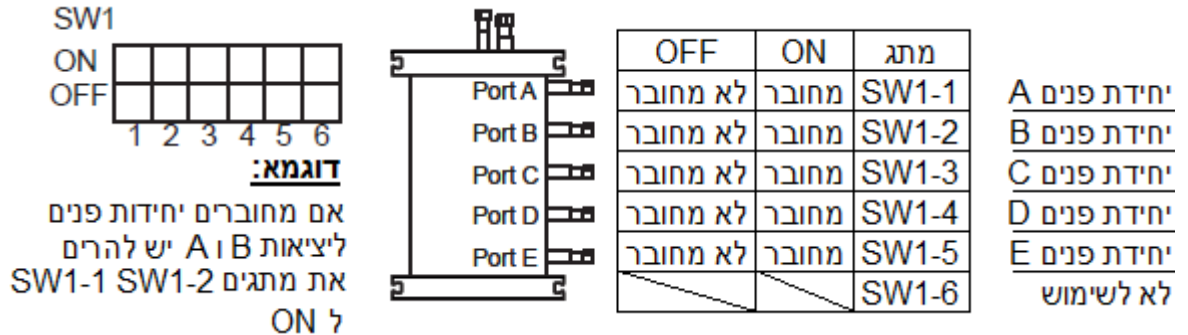 SW1
ON
OFF
1 2 3 4 5 6
דוגמא:
אם מחוברים יחידות פנים
ליציאות B ו A יש להרים
את מתגים SW1-1 SW1-2
ל ON
Port A
Port B
Port C
Port D
Port E
מתג ON OFF
SW1-1 מחובר לא מחובר
SW1-2 מחובר לא מחובר
SW1-3 מחובר לא מחובר
SW1-4 מחובר לא מחובר
SW1-5 מחובר לא מחובר
SW1-6
יחידת פנים A
יחידת פנים B
יחידת פנים C
יחידת פנים D
יחידת פנים E
לא לשימוש